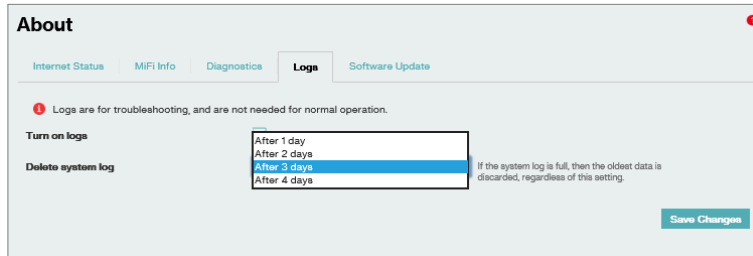 About
Internet Status MiFi Info Diagnostics Logs Software Update
Logs are for troubleshooting, and are not needed for normal operation.
Turn on logs
After 1 day
After 2 days
Delete system log After 3 days If the system log is full, then the oldest data is
After 4 days discarded, regardless of this setting.
Save Changes